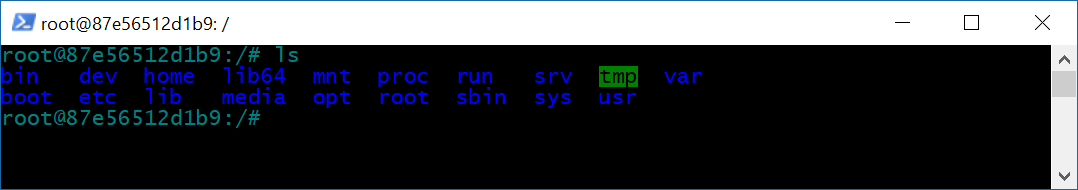 root@87e56512d1b9: /
root@87e56512d1b9:/# ls
bin dev home lib64 mnt proc run srv tmp var
boot etc lib media opt root sbin sys usr
root@87e56512d1b9:/#